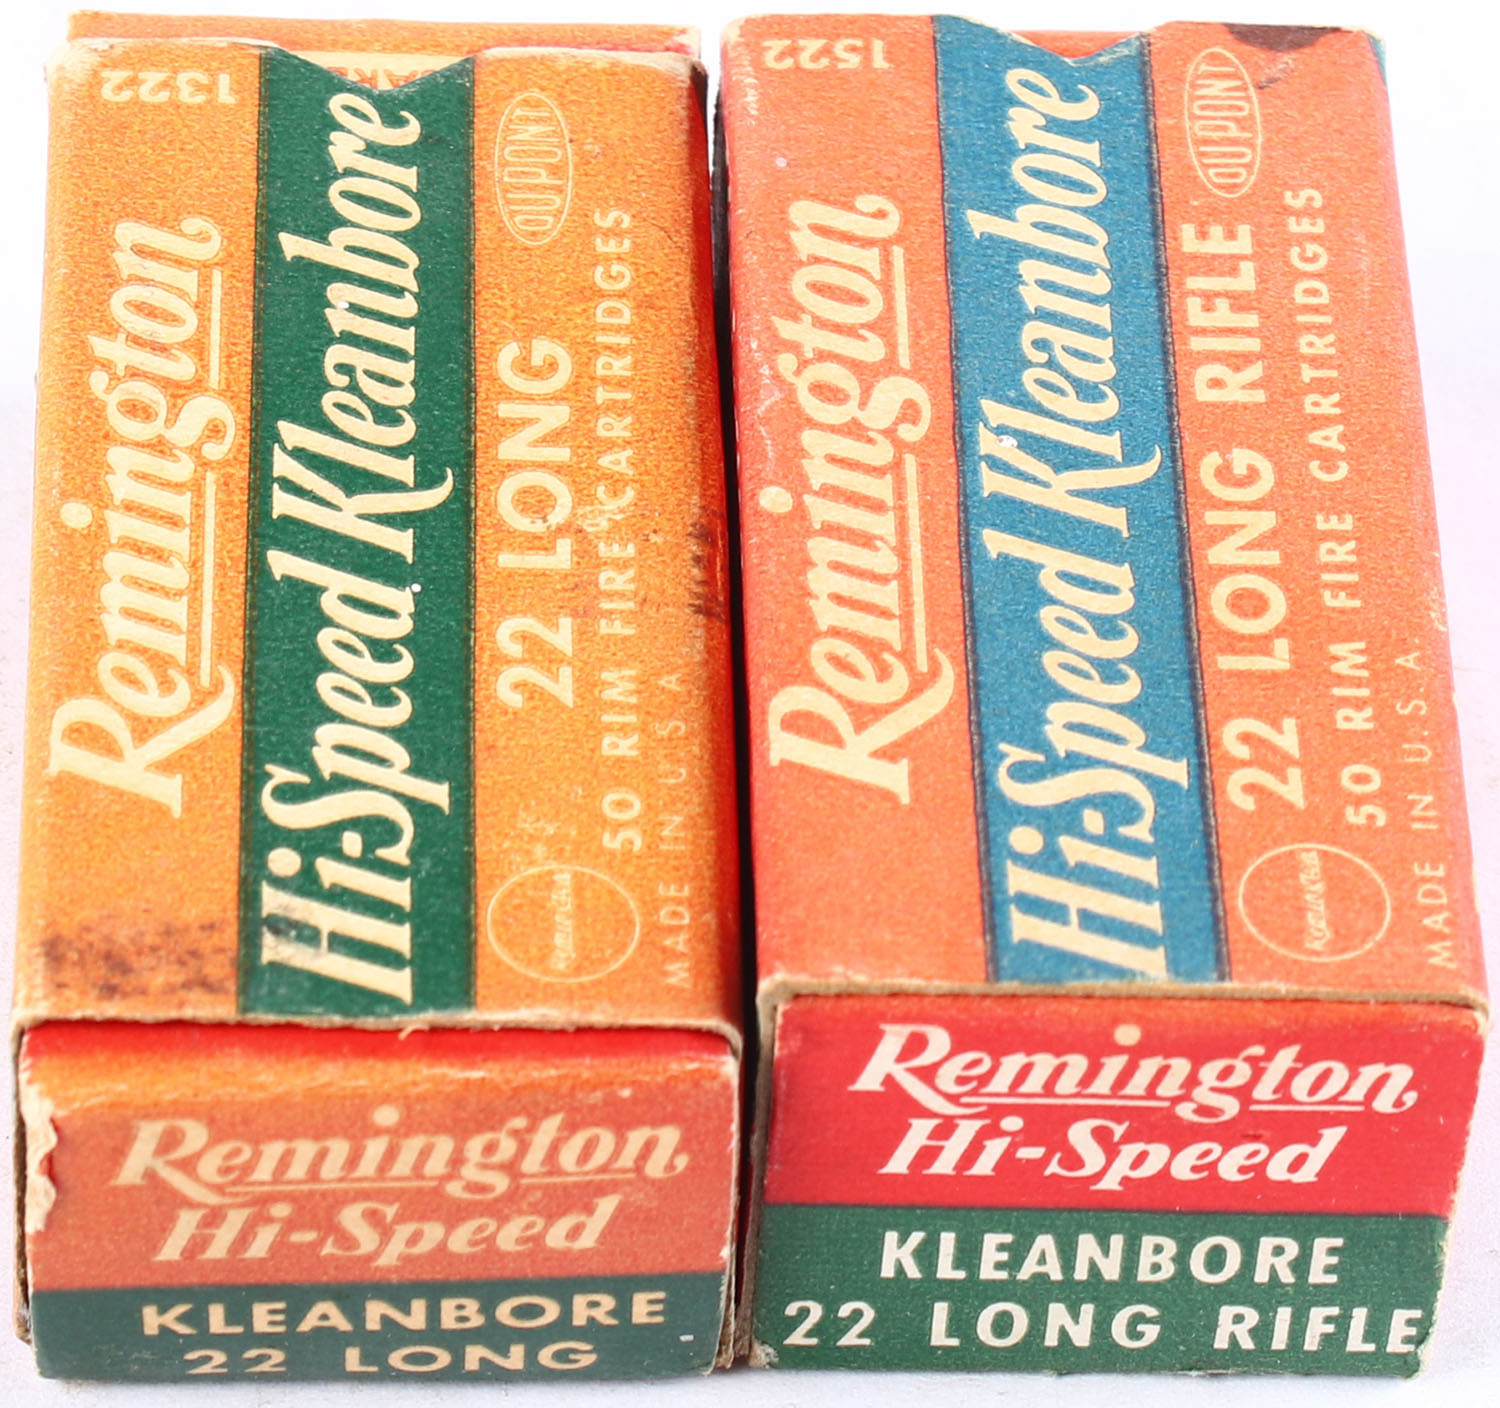 1322
Remington
Hi-Speed Kleanbore
DUPONT
22 LONG
50 RIM FIRE CARTRIDGES
MADE IN U.S.A.
Remington
Hi-Speed
KLEANBORE
22 LONG
1522
Remington
Hi-Speed Kleanbore
DUPONT
22 LONG RIFLE
50 RIM FIRE CARTRIDGES
MADE IN U.S.A.
Remington
Hi-Speed
KLEANBORE
22 LONG RIFLE